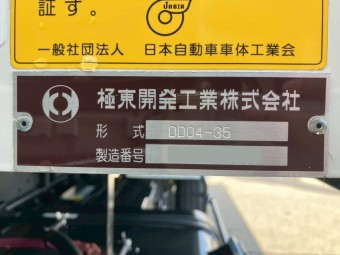 証す。
JABIA
一般社団法人 日本自動車車体工業会
極東開発工業株式会社
形式 DD04-35
製造番号